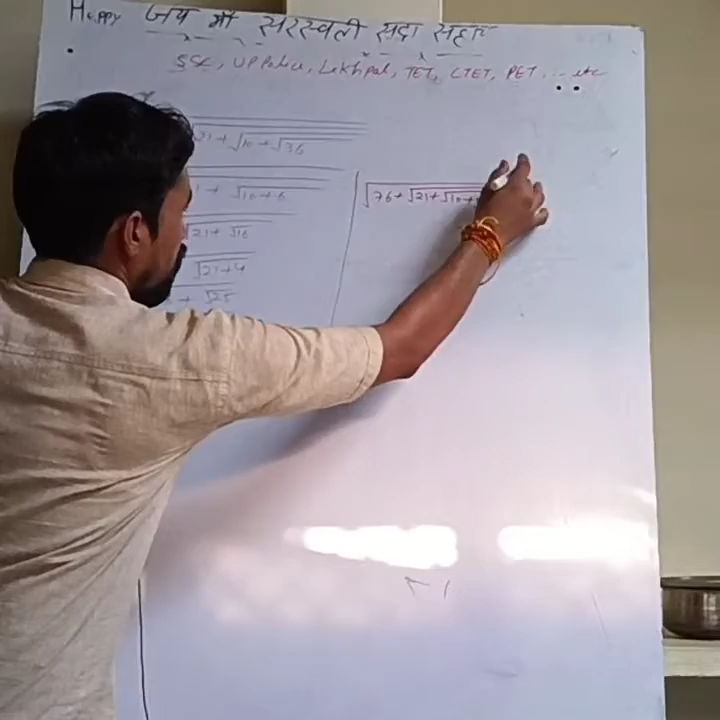 Happy जय माँ सरस्वती सदा सहाय
SSC, UP Police, Lekhpal, TET, CTET, PET, ... etc
21 + √10 + √36
1 + √10 + 6
√21 + √16
√21 + 4
+ √25
√76 + √21 + √10 +